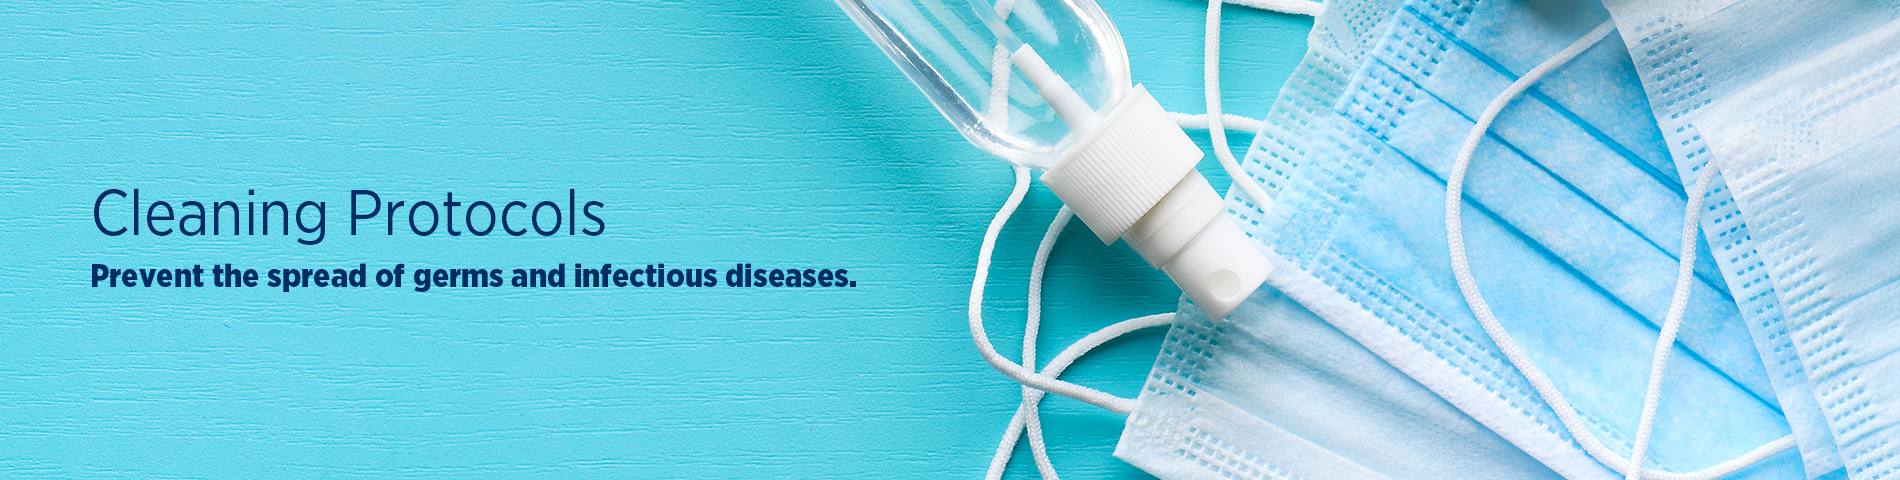 Cleaning Protocols
Prevent the spread of germs and infectious diseases.